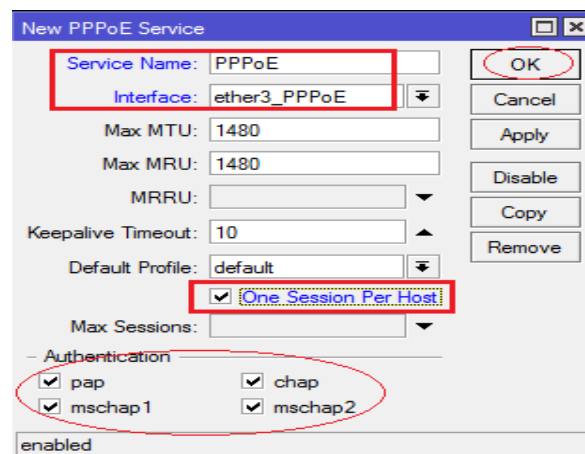 New PPPoE Service
Service Name: PPPoE
OK
Interface: ether3_PPPoE
Cancel
Max MTU: 1480
Apply
Max MRU: 1480
Disable
MRRU:
Copy
Keepalive Timeout: 10
Remove
Default Profile: default
One Session Per Host
Max Sessions:
Authentication
pap chap
mschap1 mschap2
enabled